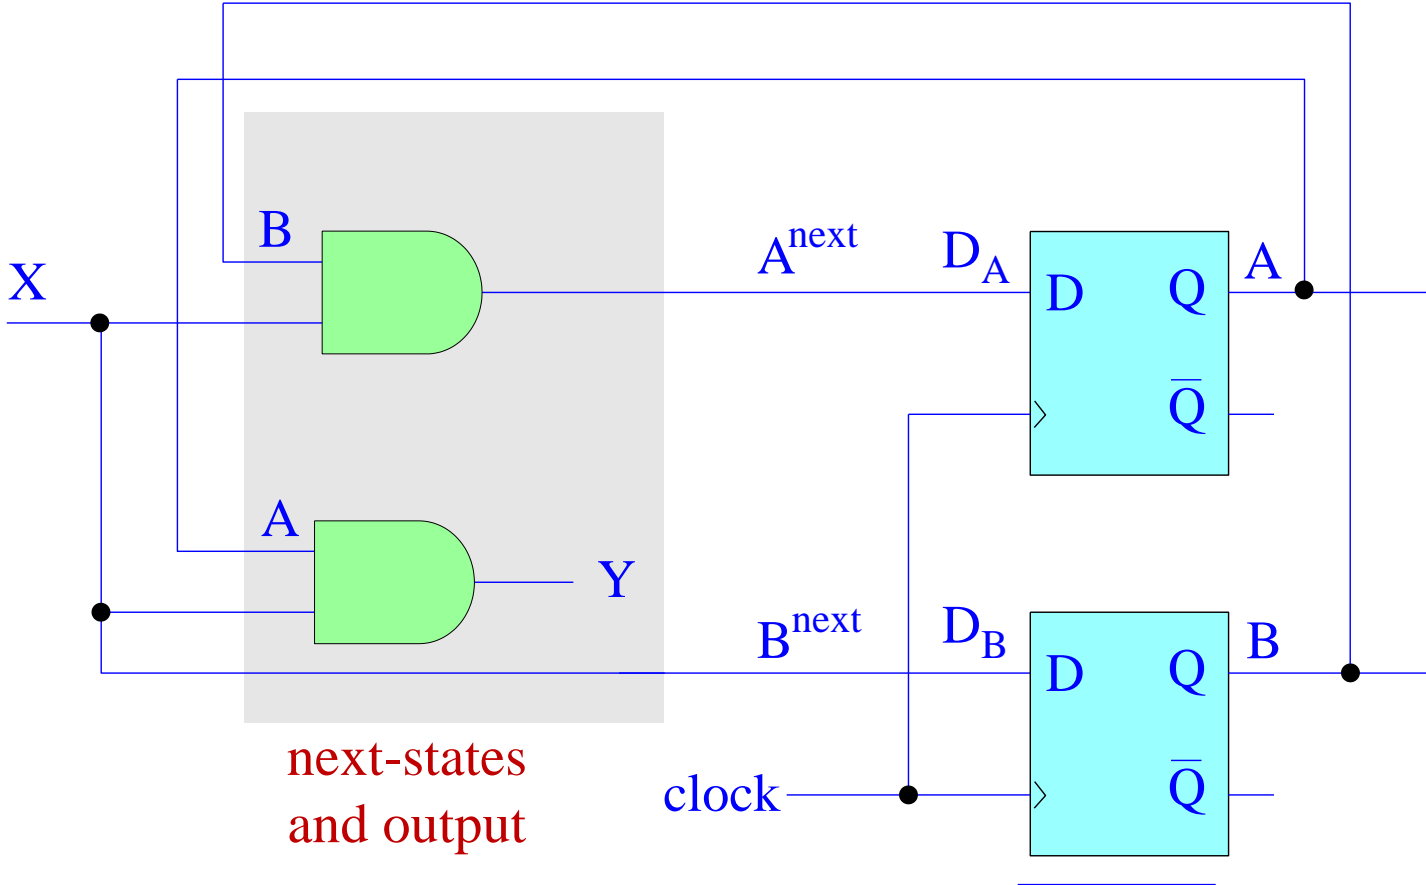 B
X
A^next
D_A
D
Q
A
Q̅
A
Y
B^next
D_B
D
Q
B
Q̅
clock
next-states
and output